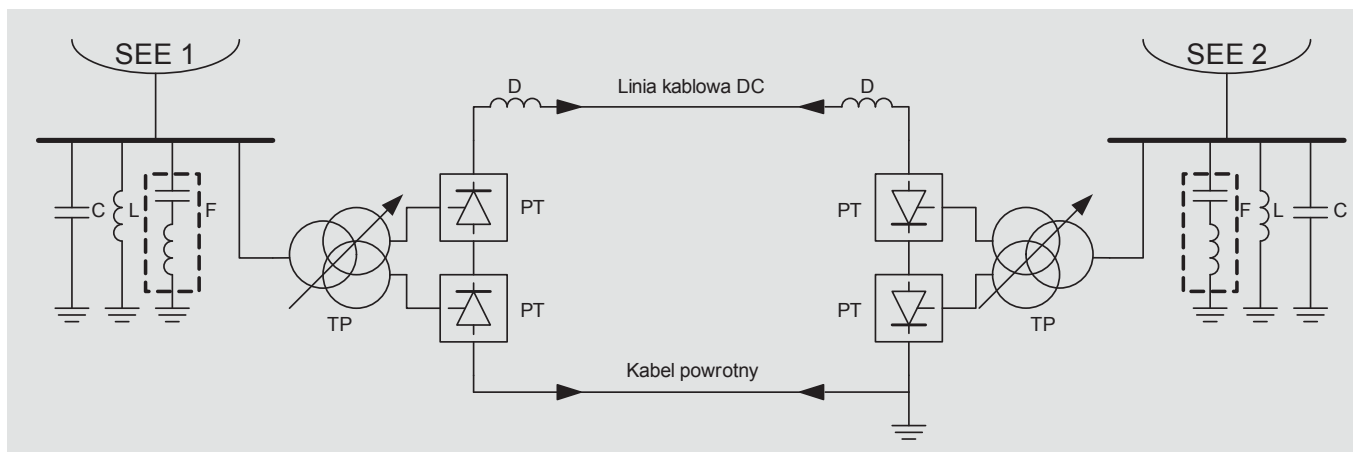 SEE 1
SEE 2
D
Linia kablowa DC
D
C
L
F
PT
PT
F
L
C
PT
PT
TP
TP
Kabel powrotny